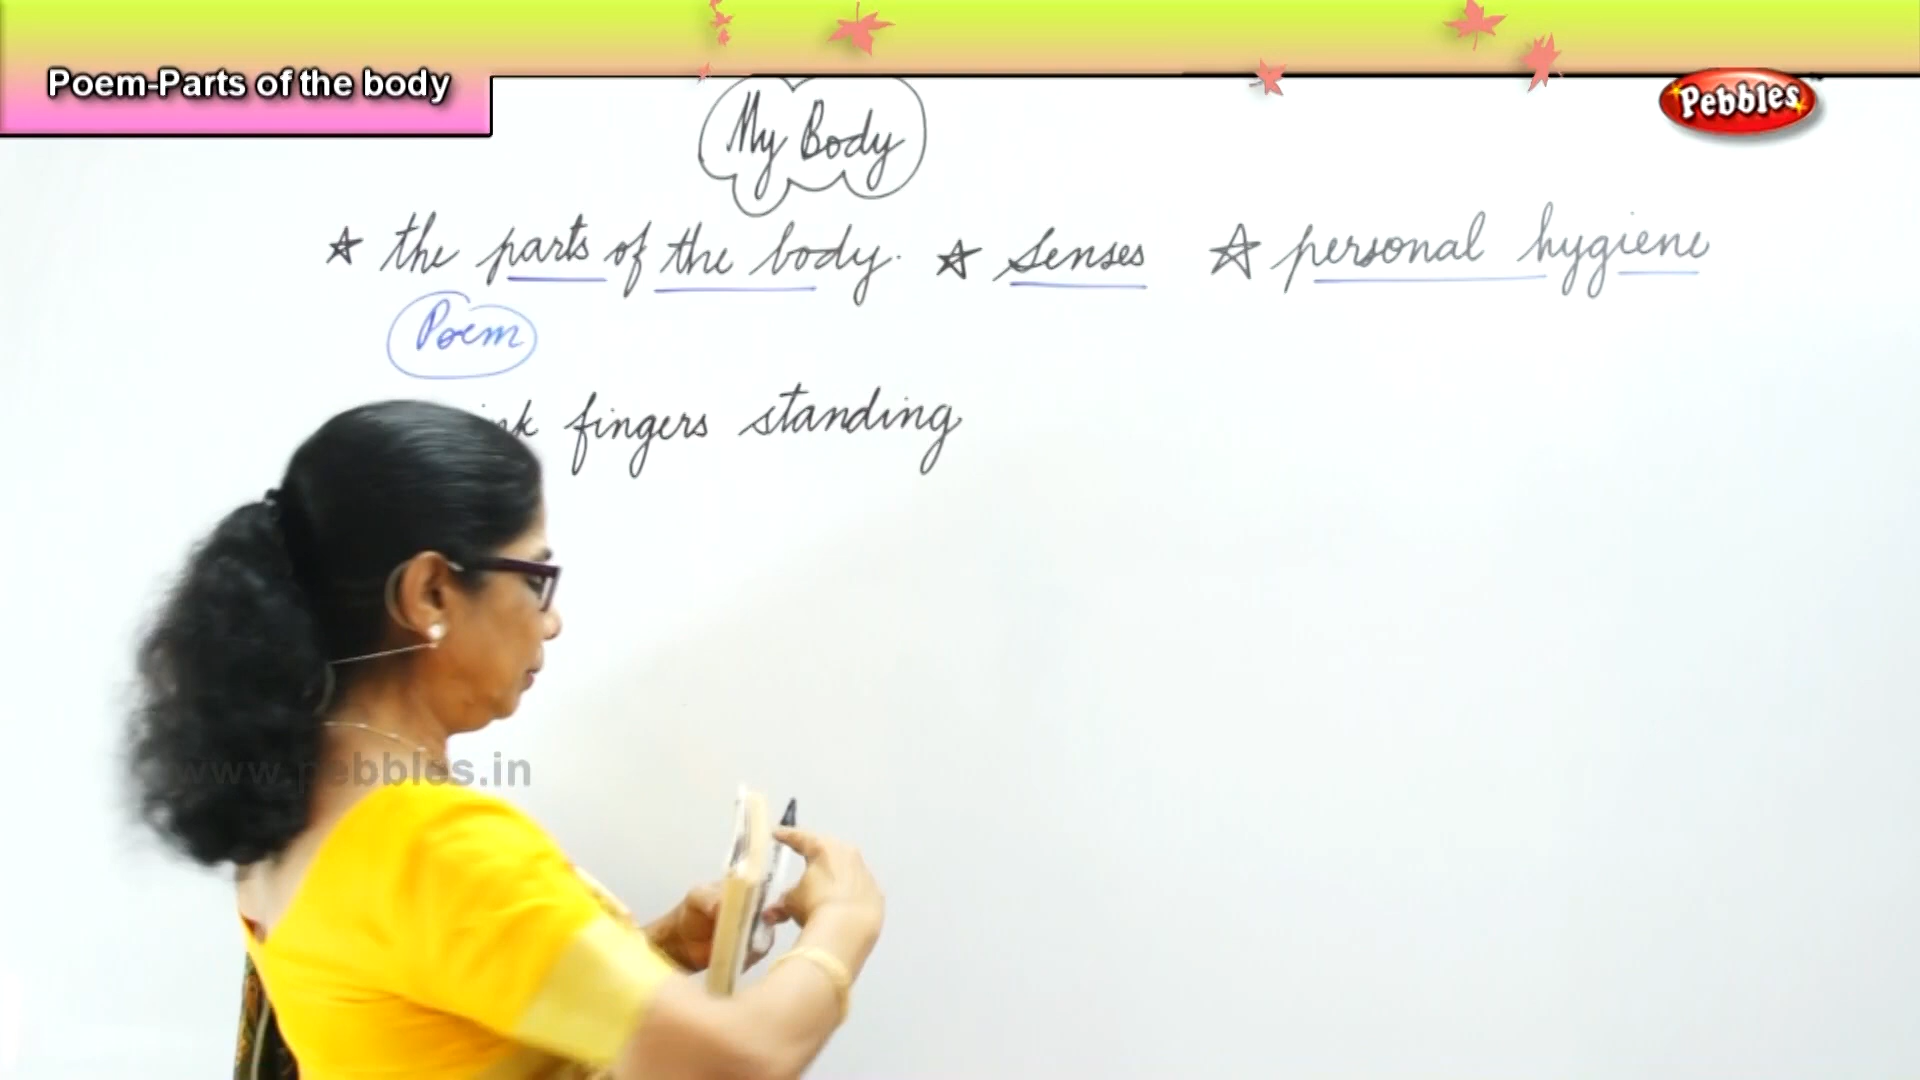 Poem-Parts of the body
Pebbles
My Body
☆ the parts of the body. ☆ senses ☆ personal hygiene
Poem
fingers standing
www.pebbles.in